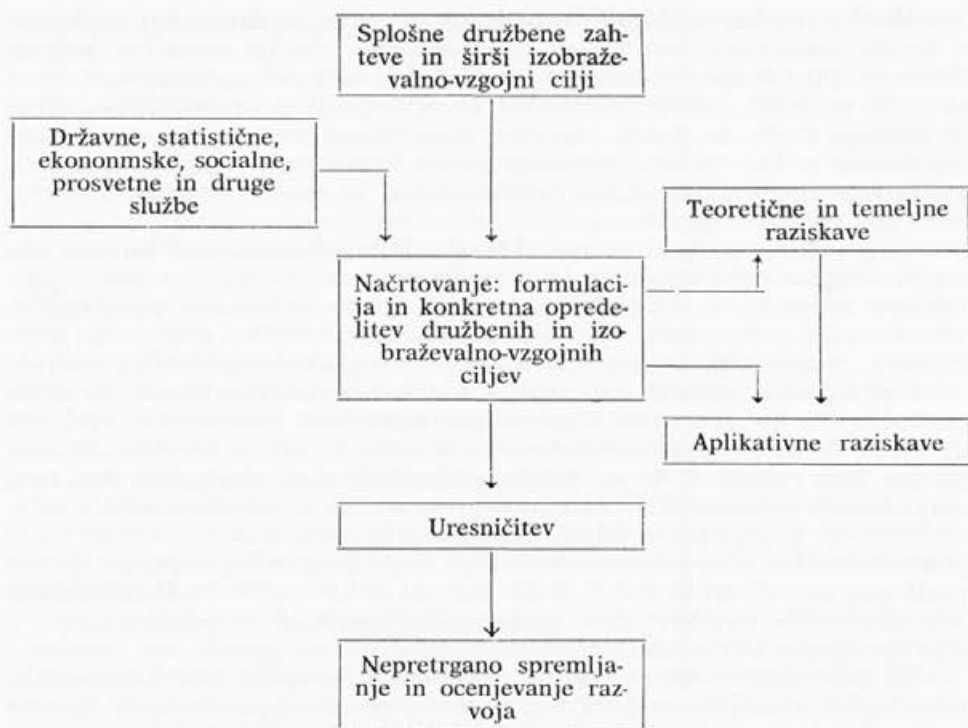 Splošne družbene zah-
teve in širši izobraže-
valno-vzgojni cilji
Državne, statistične,
ekononmske, socialne,
prosvetne in druge
službe
Teoretične in temeljne
raziskave
Načrtovanje: formulaci-
ja in konkretna opredе-
litev družbenih in izo-
braževalno-vzgojnih
ciljev
Aplikativne raziskave
Uresničitev
Nepretrgano spremlja-
nje in ocenjevanje raz-
voja